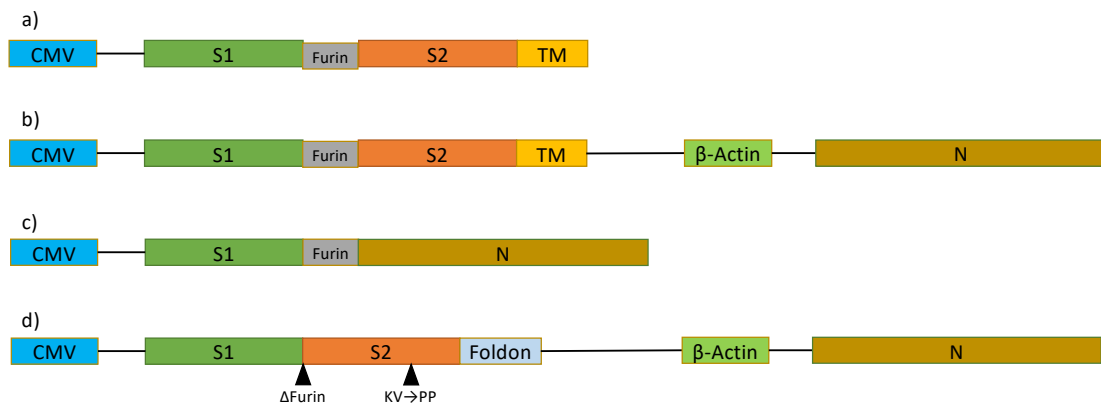 a)
CMV S1 Furin S2 TM
b)
CMV S1 Furin S2 TM β-Actin N
c)
CMV S1 Furin N
d)
CMV S1 S2 Foldon β-Actin N
ΔFurin KV→PP